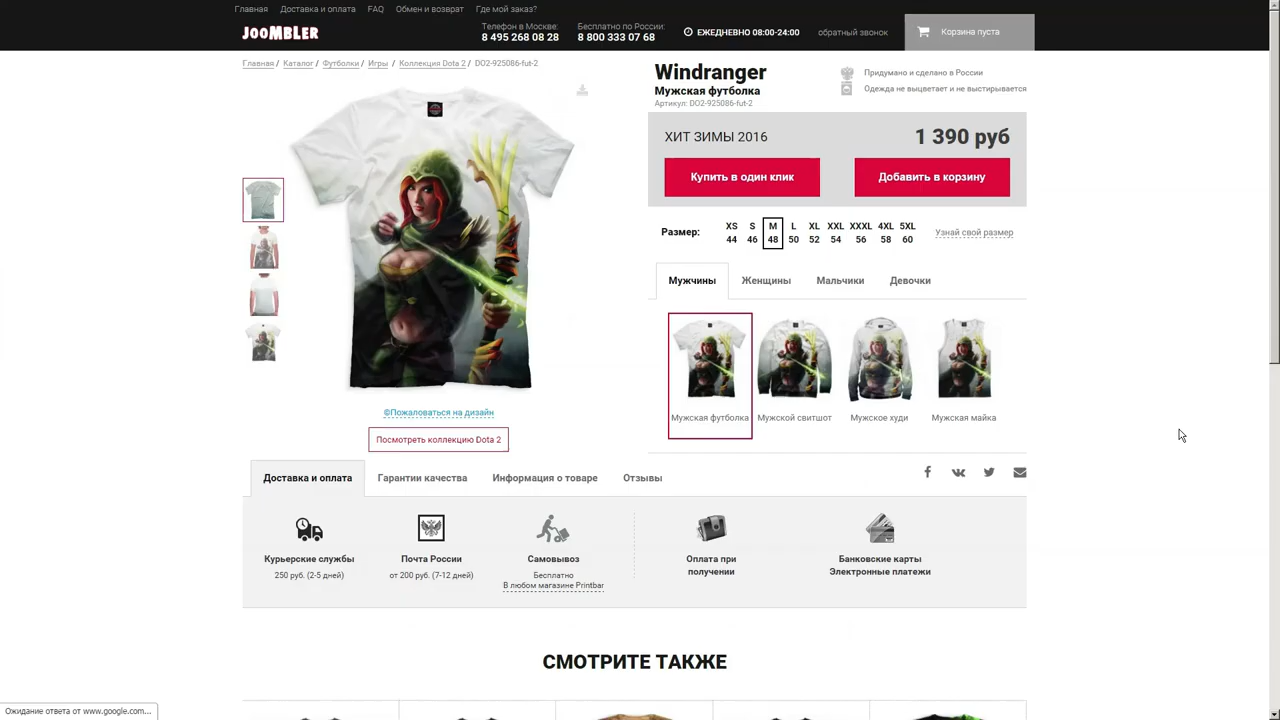 Главная Доставка и оплата FAQ Обмен и возврат Где мой заказ?
JOOMBLER
Телефон в Москве:
8 495 268 08 28
Бесплатно по России:
8 800 333 07 68
ЕЖЕДНЕВНО 08:00-24:00
обратный звонок
Корзина пуста
Главная / Каталог / Футболки / Игры / Коллекция Dota 2 / DO2-925086-fut-2
Windranger
Мужская футболка
Артикул: DO2-925086-fut-2
Придумано и сделано в России
Одежда не выцветает и не выстирывается
ХИТ ЗИМЫ 2016
1 390 руб
Купить в один клик
Добавить в корзину
Размер:
XS S M L XL XXL XXXL 4XL 5XL
44 46 48 50 52 54 56 58 60
Узнай свой размер
Мужчины Женщины Мальчики Девочки
Мужская футболка Мужской свитшот Мужское худи Мужская майка
©Пожаловаться на дизайн
Посмотреть коллекцию Dota 2
Доставка и оплата Гарантии качества Информация о товаре Отзывы
Курьерские службы
250 руб. (2-5 дней)
Почта России
от 200 руб. (7-12 дней)
Самовывоз
Бесплатно
В любом магазине Printbar
Оплата при
получении
Банковские карты
Электронные платежи
СМОТРИТЕ ТАКЖЕ
Ожидание ответа от www.google.com...